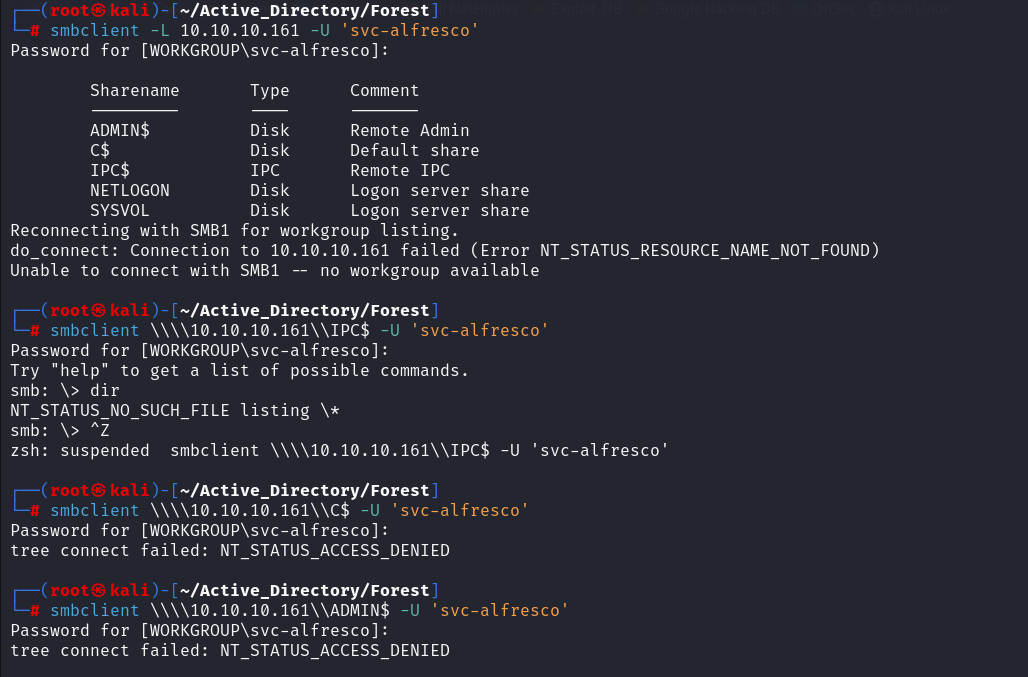 ┌──(root㉿kali)-[~/Active_Directory/Forest]
└─# smbclient -L 10.10.10.161 -U 'svc-alfresco'
Password for [WORKGROUP\svc-alfresco]:

        Sharename       Type      Comment
        ---------       ----      -------
        ADMIN$          Disk      Remote Admin
        C$              Disk      Default share
        IPC$            IPC       Remote IPC
        NETLOGON        Disk      Logon server share
        SYSVOL          Disk      Logon server share
Reconnecting with SMB1 for workgroup listing.
do_connect: Connection to 10.10.10.161 failed (Error NT_STATUS_RESOURCE_NAME_NOT_FOUND)
Unable to connect with SMB1 -- no workgroup available

┌──(root㉿kali)-[~/Active_Directory/Forest]
└─# smbclient \\\\10.10.10.161\\IPC$ -U 'svc-alfresco'
Password for [WORKGROUP\svc-alfresco]:
Try "help" to get a list of possible commands.
smb: \> dir
NT_STATUS_NO_SUCH_FILE listing \*
smb: \> ^Z
zsh: suspended  smbclient \\\\10.10.10.161\\IPC$ -U 'svc-alfresco'

┌──(root㉿kali)-[~/Active_Directory/Forest]
└─# smbclient \\\\10.10.10.161\\C$ -U 'svc-alfresco'
Password for [WORKGROUP\svc-alfresco]:
tree connect failed: NT_STATUS_ACCESS_DENIED

┌──(root㉿kali)-[~/Active_Directory/Forest]
└─# smbclient \\\\10.10.10.161\\ADMIN$ -U 'svc-alfresco'
Password for [WORKGROUP\svc-alfresco]:
tree connect failed: NT_STATUS_ACCESS_DENIED